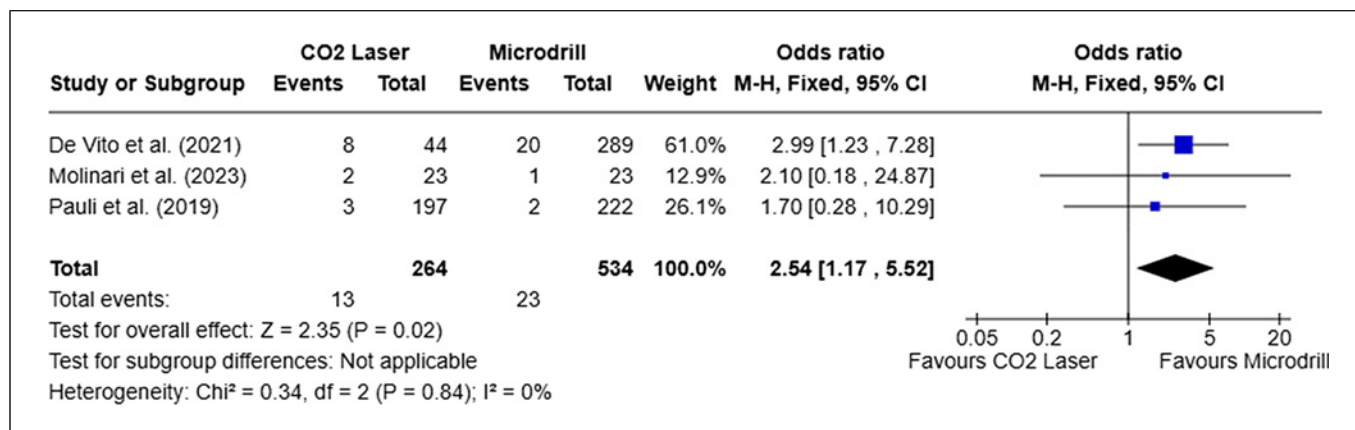 CO2 Laser Microdrill Odds ratio Odds ratio
Study or Subgroup Events Total Events Total Weight M-H, Fixed, 95% CI M-H, Fixed, 95% CI
De Vito et al. (2021) 8 44 20 289 61.0% 2.99 [1.23 , 7.28]
Molinari et al. (2023) 2 23 1 23 12.9% 2.10 [0.18 , 24.87]
Pauli et al. (2019) 3 197 2 222 26.1% 1.70 [0.28 , 10.29]
Total 264 534 100.0% 2.54 [1.17 , 5.52]
Total events: 13 23
Test for overall effect: Z = 2.35 (P = 0.02)
Test for subgroup differences: Not applicable
Heterogeneity: Chi² = 0.34, df = 2 (P = 0.84); I² = 0%
0.05 0.2 1 5 20
Favours CO2 Laser Favours Microdrill